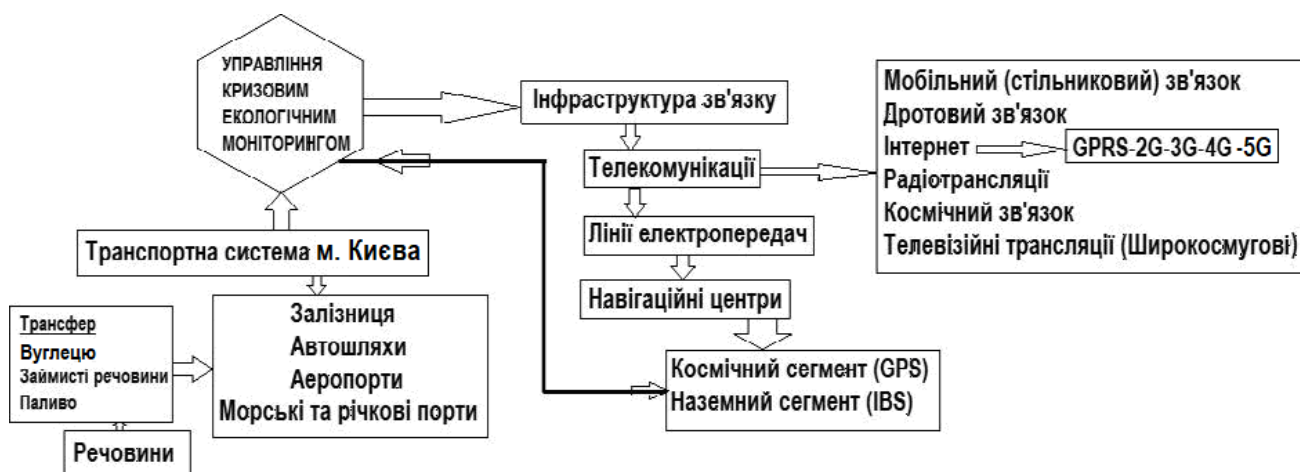 УПРАВЛІННЯ
КРИЗОВИМ
ЕКОЛОГІЧНИМ
МОНІТОРИНГОМ
Інфраструктура зв'язку
Телекомунікації
Лінії електропередач
Навігаційні центри
Космічний сегмент (GPS)
Наземний сегмент (IBS)
Мобільний (стільниковий) зв'язок
Дротовий зв'язок
Інтернет
GPRS-2G-3G-4G -5G
Радіотрансляції
Космічний зв'язок
Телевізійні трансляції (Широкосмугові)
Транспортна система м. Києва
Залізниця
Автошляхи
Аеропорти
Морські та річкові порти
Трансфер
Вуглецю
Займисті речовини
Паливо
Речовини